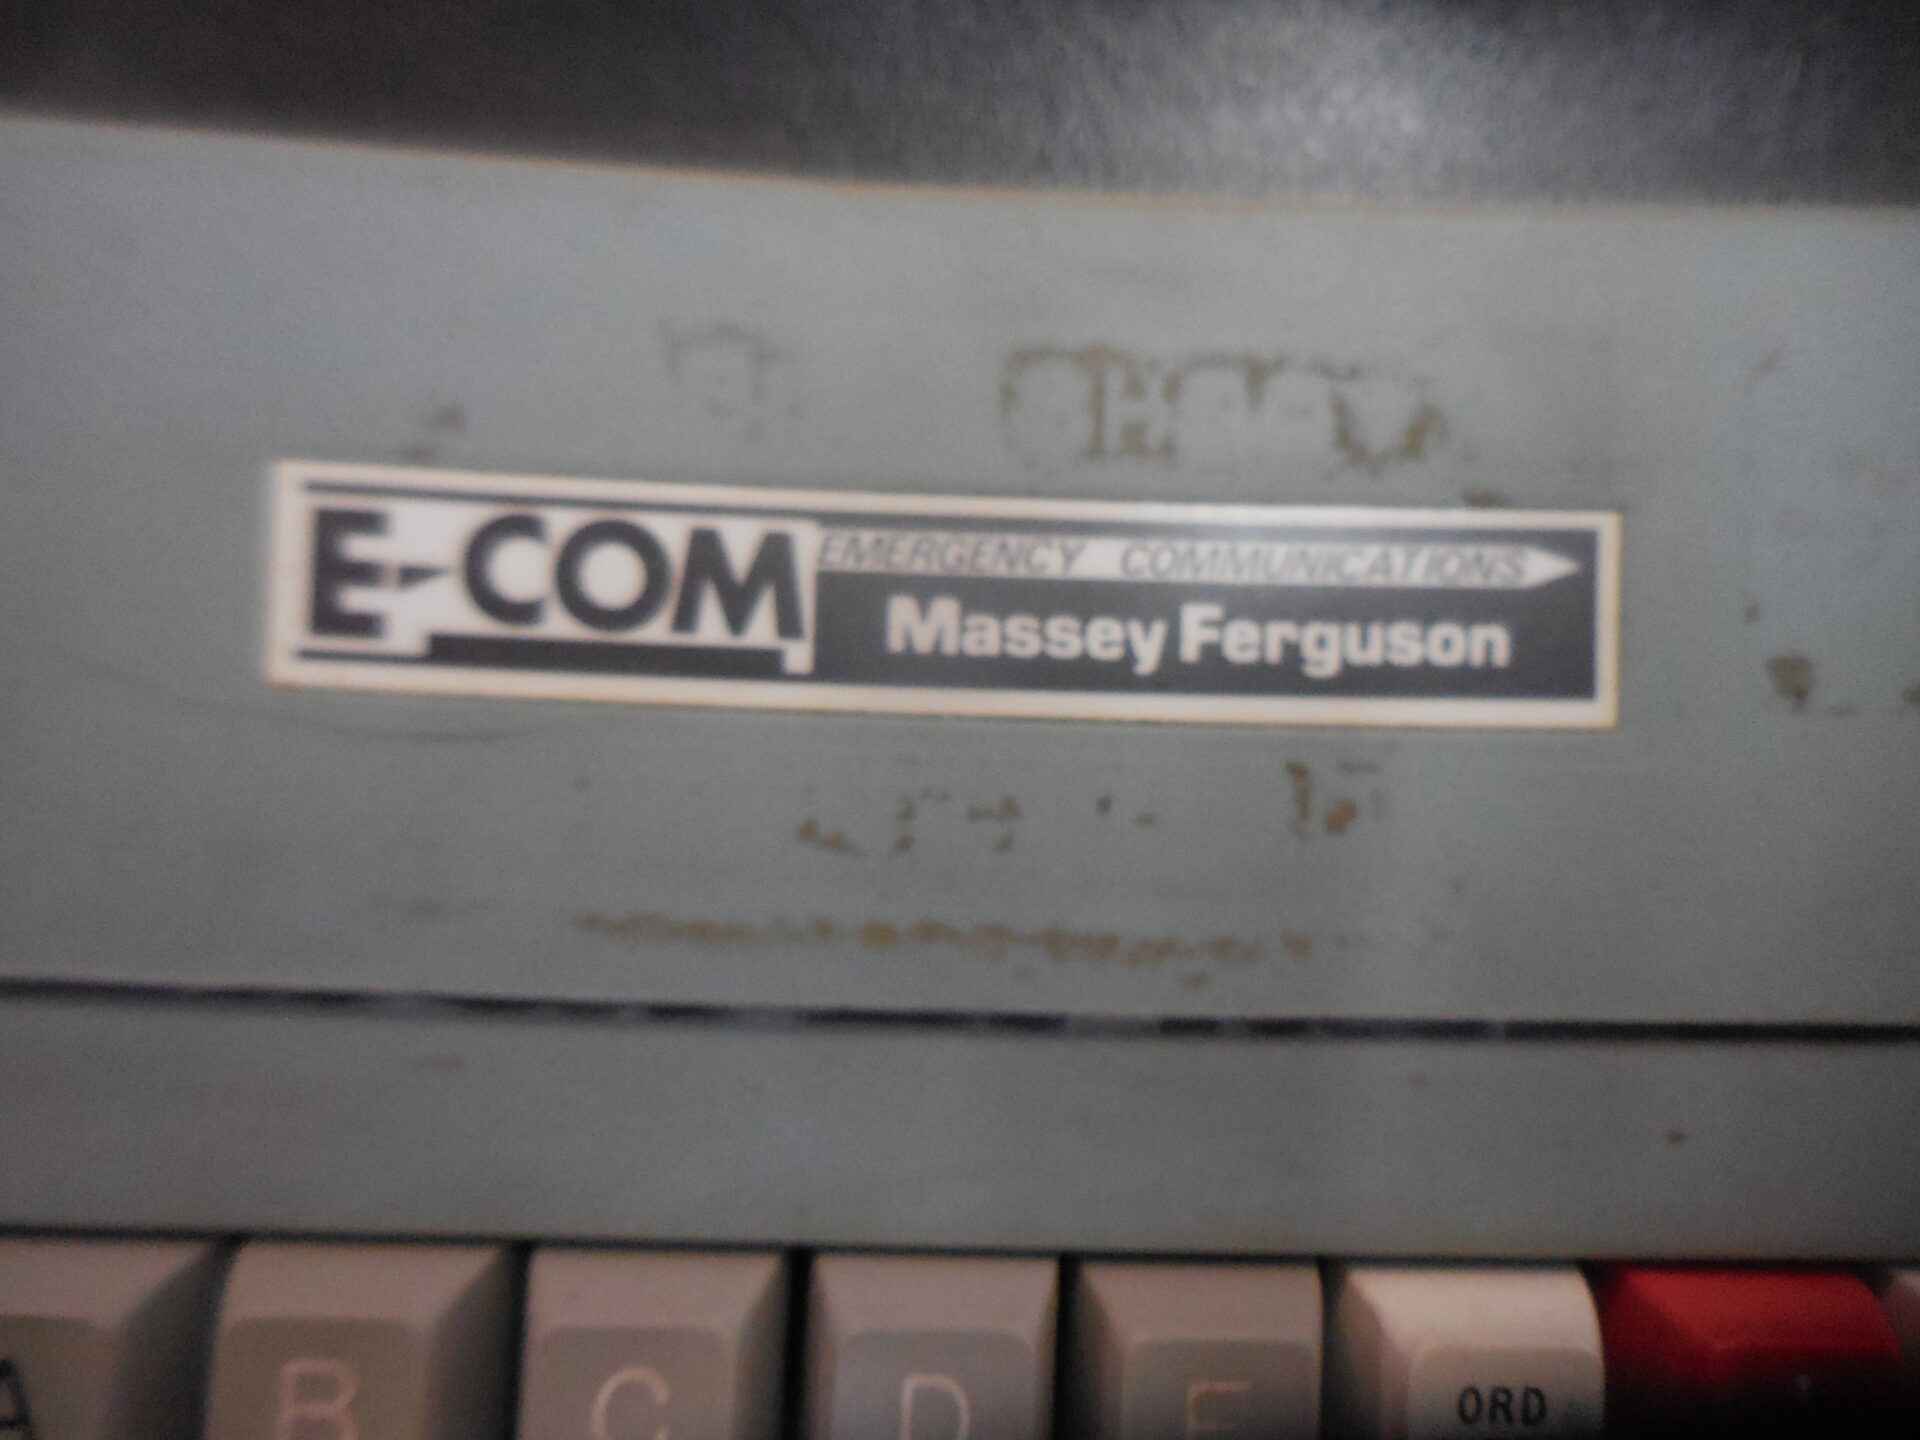 E-COM
EMERGENCY COMMUNICATIONS
Massey Ferguson
A B C D E ORD